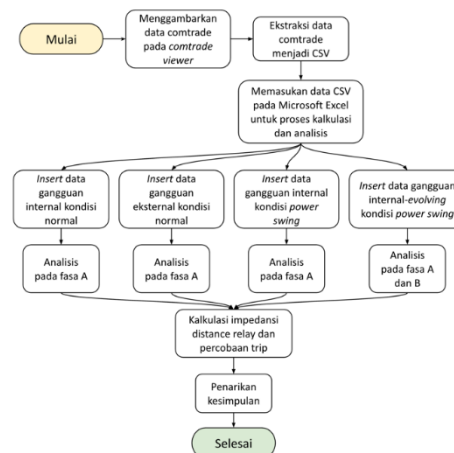 Mulai
Menggambarkan
data comtrade
pada comtrade
viewer
Ekstraksi data
comtrade
menjadi CSV
Memasukan data CSV
pada Microsoft Excel
untuk proses kalkulasi
dan analisis
Insert data
gangguan
internal kondisi
normal
Insert data
gangguan
eksternal kondisi
normal
Insert data
gangguan internal
kondisi power
swing
Insert data gangguan
internal-evolving
kondisi power swing
Analisis
pada fasa A
Analisis
pada fasa A
Analisis
pada fasa A
Analisis
pada fasa A
dan B
Kalkulasi impedansi
distance relay dan
percobaan trip
Penarikan
kesimpulan
Selesai